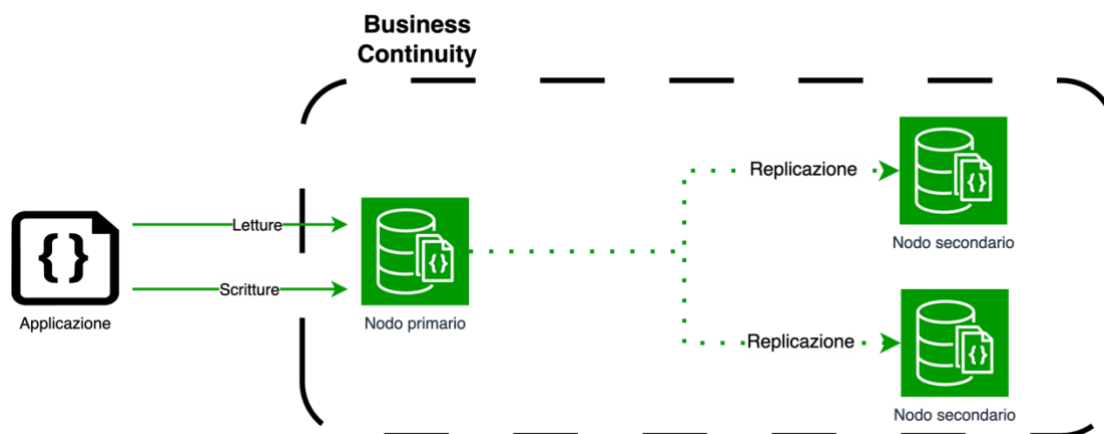 Business
Continuity
Replicazione
Nodo secondario
Letture
{}
Scritture
Applicazione
Nodo primario
Replicazione
Nodo secondario